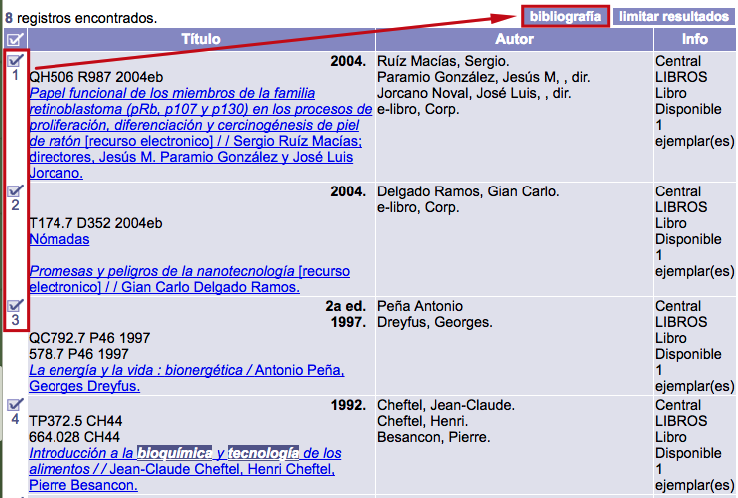 8 registros encontrados.
bibliografía limitar resultados
Título Autor Info
1
2004.
QH506 R987 2004eb
Papel funcional de los miembros de la familia
retinoblastoma (pRb, p107 y p130) en los procesos de
proliferación, diferenciación y cercinogénesis de piel
de ratón [recurso electronico] / / Sergio Ruíz Macías;
directores, Jesús M. Paramio González y José Luis
Jorcano.
Ruíz Macías, Sergio.
Paramio González, Jesús M, , dir.
Jorcano Noval, José Luis, , dir.
e-libro, Corp.
Central
LIBROS
Libro
Disponible
1
ejemplar(es)
2
2004.
T174.7 D352 2004eb
Nómadas
Promesas y peligros de la nanotecnología [recurso
electronico] / / Gian Carlo Delgado Ramos.
Delgado Ramos, Gian Carlo.
e-libro, Corp.
Central
LIBROS
Libro
Disponible
1
ejemplar(es)
3
2a ed.
1997.
QC792.7 P46 1997
578.7 P46 1997
La energía y la vida : bionergética / Antonio Peña,
Georges Dreyfus.
Peña Antonio
Dreyfus, Georges.
Central
LIBROS
Libro
Disponible
1
ejemplar(es)
4
1992.
TP372.5 CH44
664.028 CH44
Introducción a la bioquímica y tecnología de los
alimentos / / Jean-Claude Cheftel, Henri Cheftel,
Pierre Besancon.
Cheftel, Jean-Claude.
Cheftel, Henri.
Besancon, Pierre.
Central
LIBROS
Libro
Disponible
1
ejemplar(es)